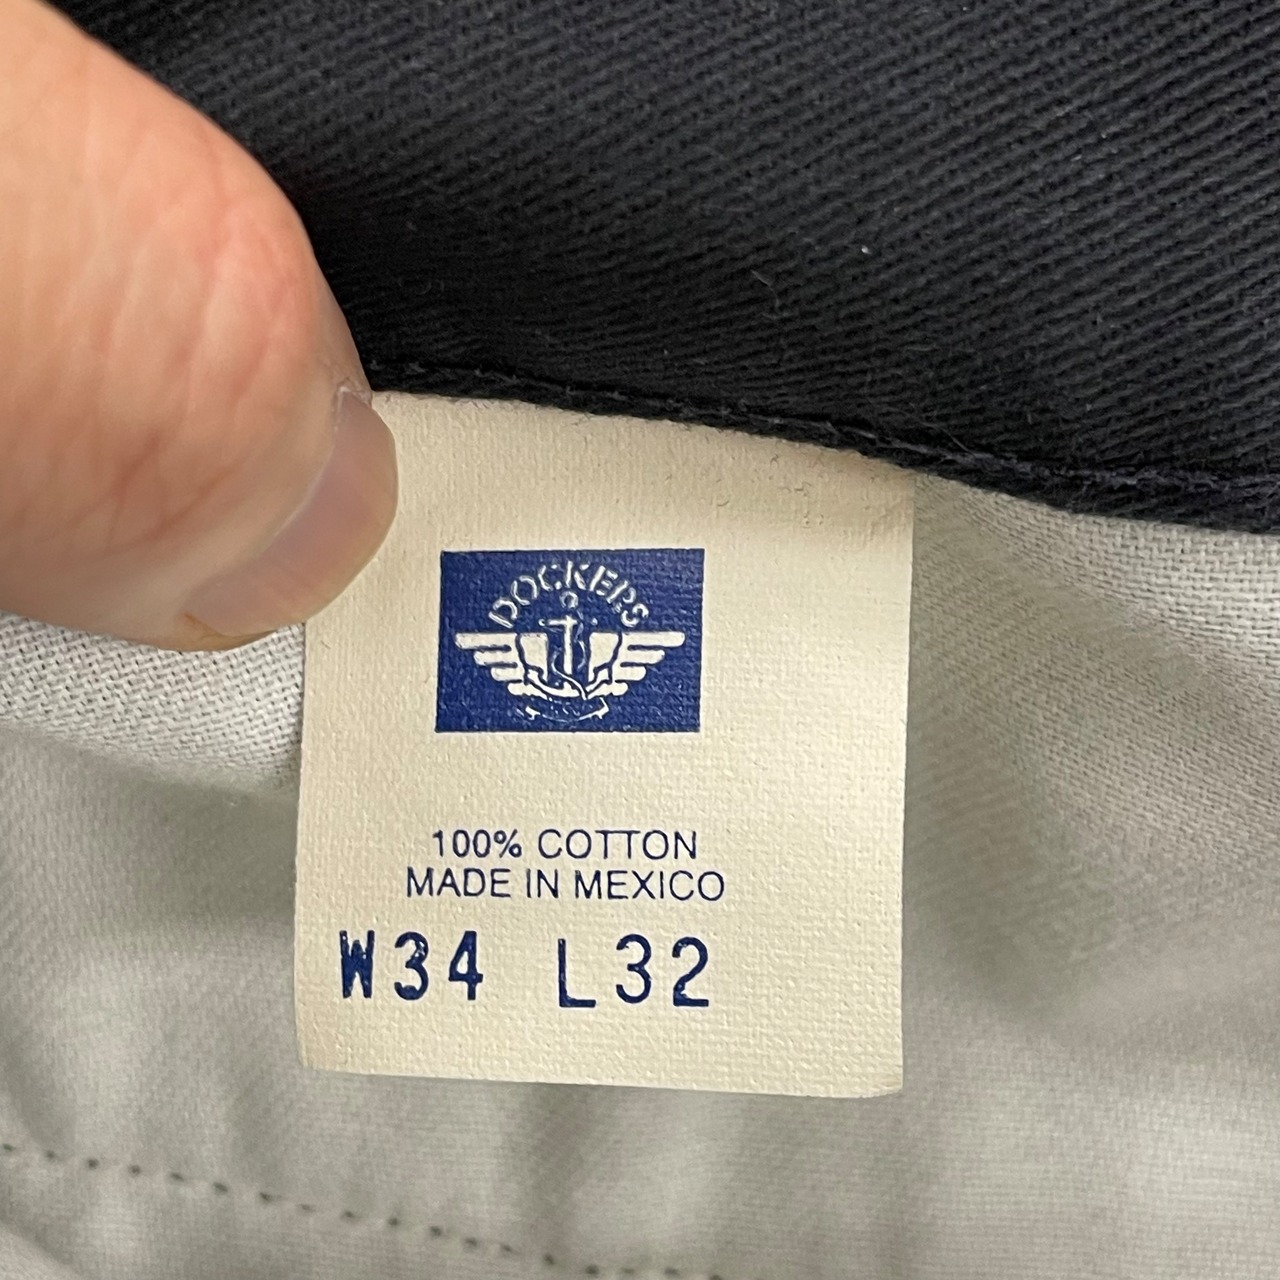 DOCKERS
100% COTTON
MADE IN MEXICO
W34 L32